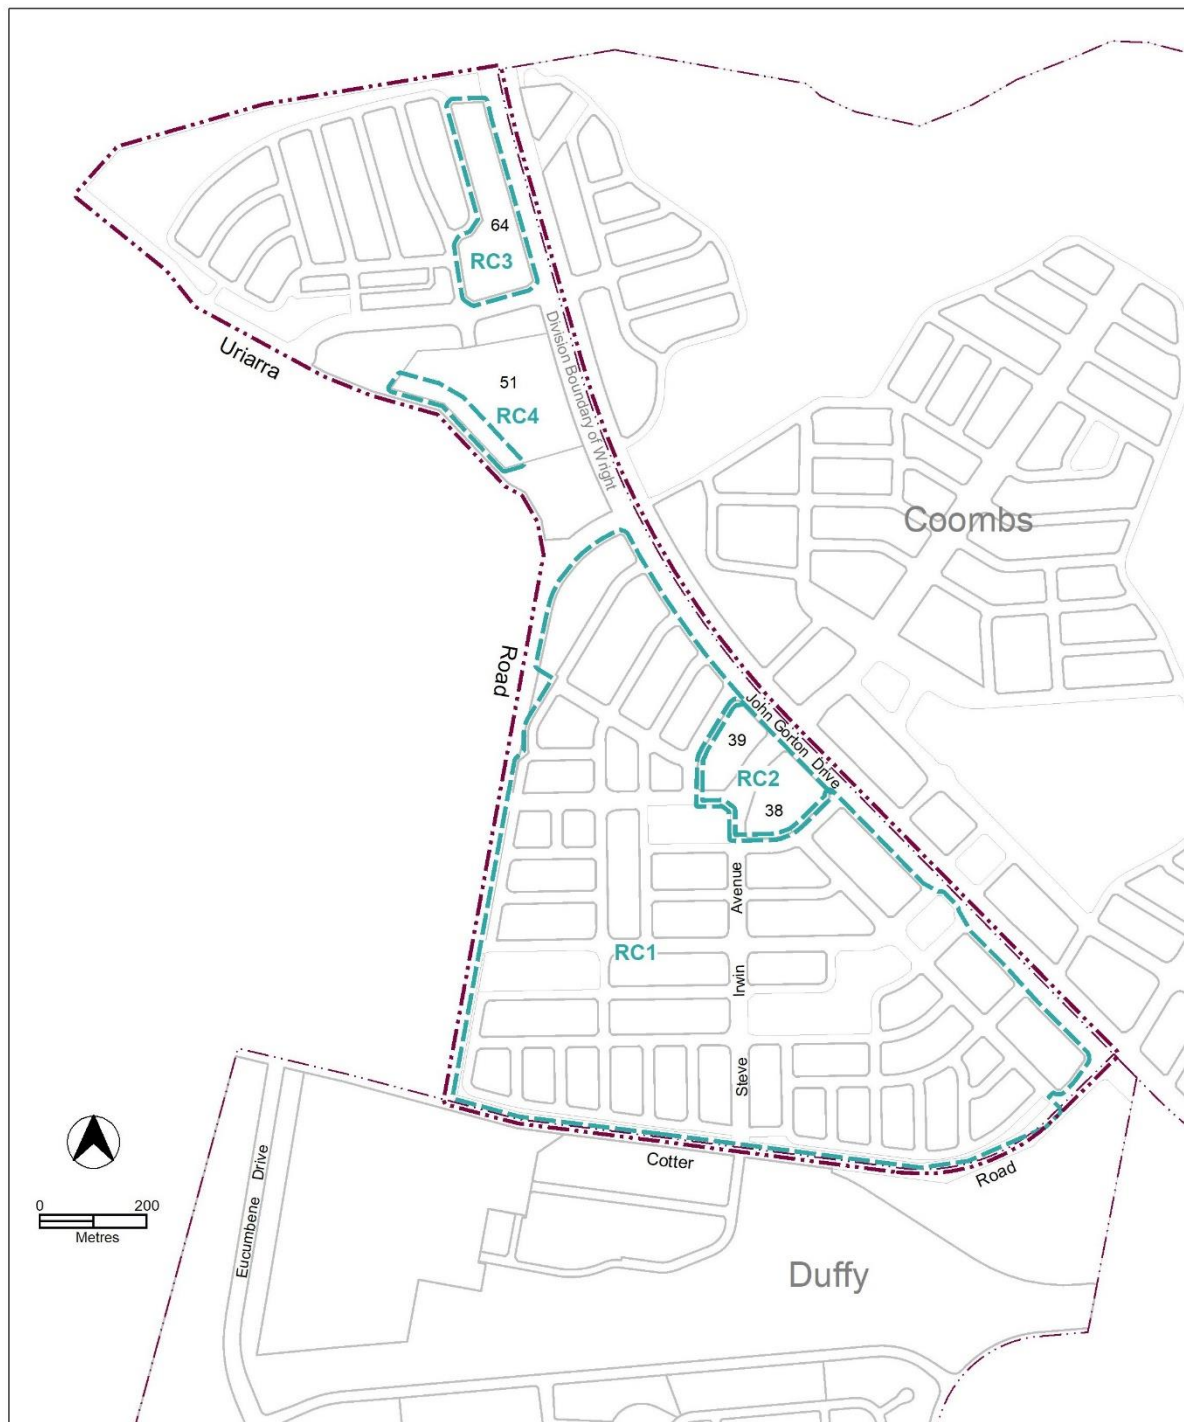 64
RC3
Uriarra
Division Boundary of Wright
51
RC4
Coombs
Road
John Gorton Drive
39
RC2
38
Avenue
RC1
Irwin
Steve
Cotter
Road
Eucumbene Drive
0 200
Metres
Duffy